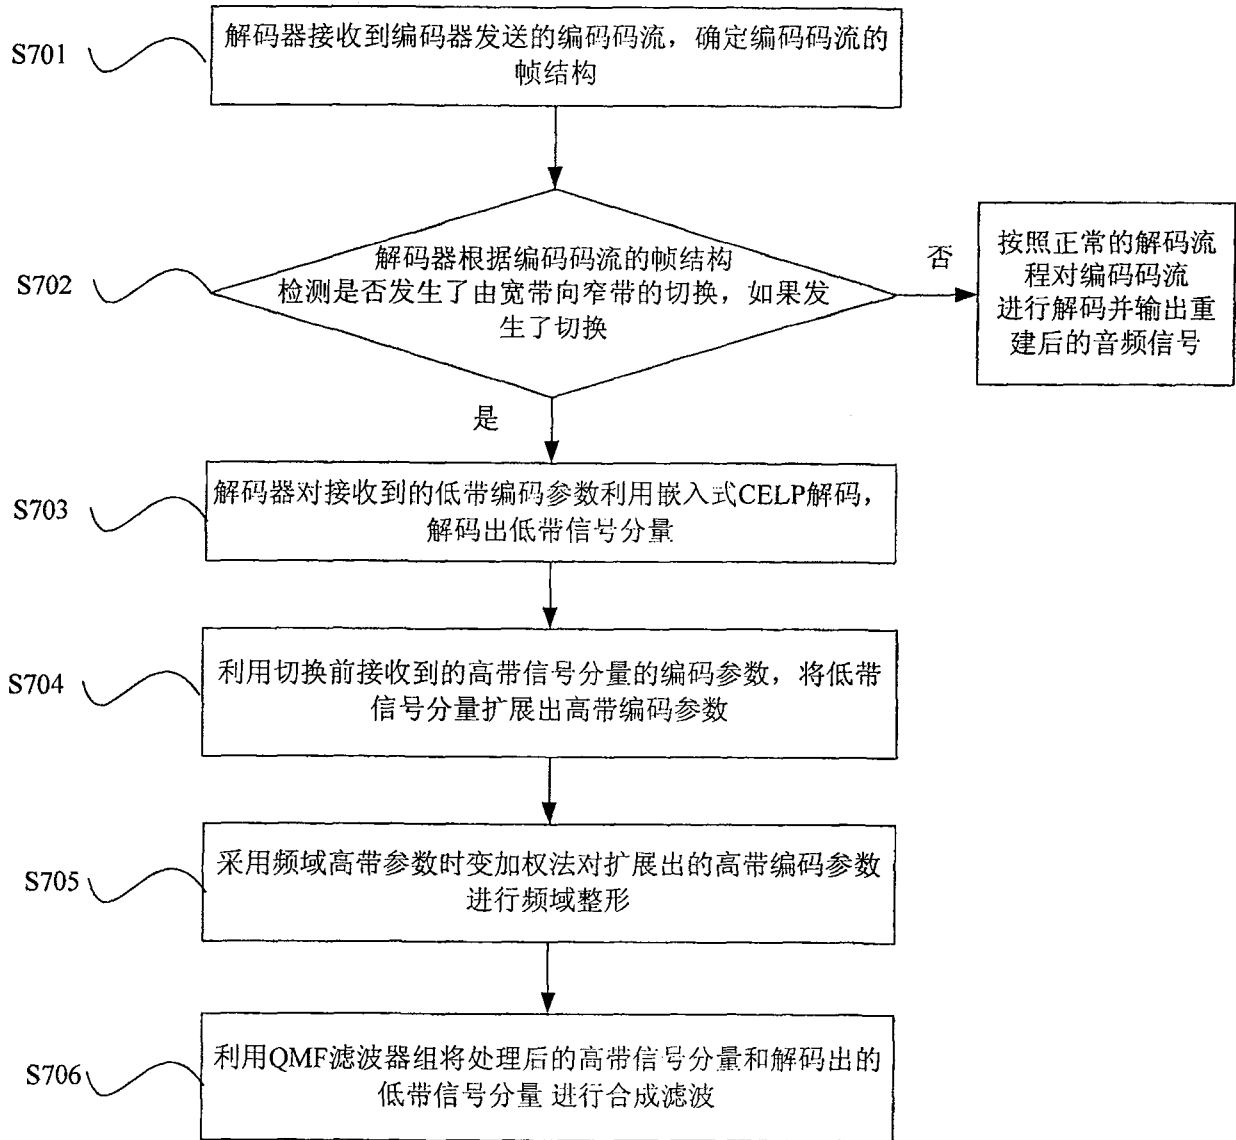 S701
解码器接收到编码器发送的编码码流，确定编码码流的
帧结构
S702
解码器根据编码码流的帧结构
检测是否发生了由宽带向窄带的切换，如果发
生了切换
否
按照正常的解码流
程对编码码流
进行解码并输出重
建后的音频信号
是
S703
解码器对接收到的低带编码参数利用嵌入式CELP解码，
解码出低带信号分量
S704
利用切换前接收到的高带信号分量的编码参数，将低带
信号分量扩展出高带编码参数
S705
采用频域高带参数时变加权法对扩展出的高带编码参数
进行频域整形
S706
利用QMF滤波器组将处理后的高带信号分量和解码出的
低带信号分量 进行合成滤波